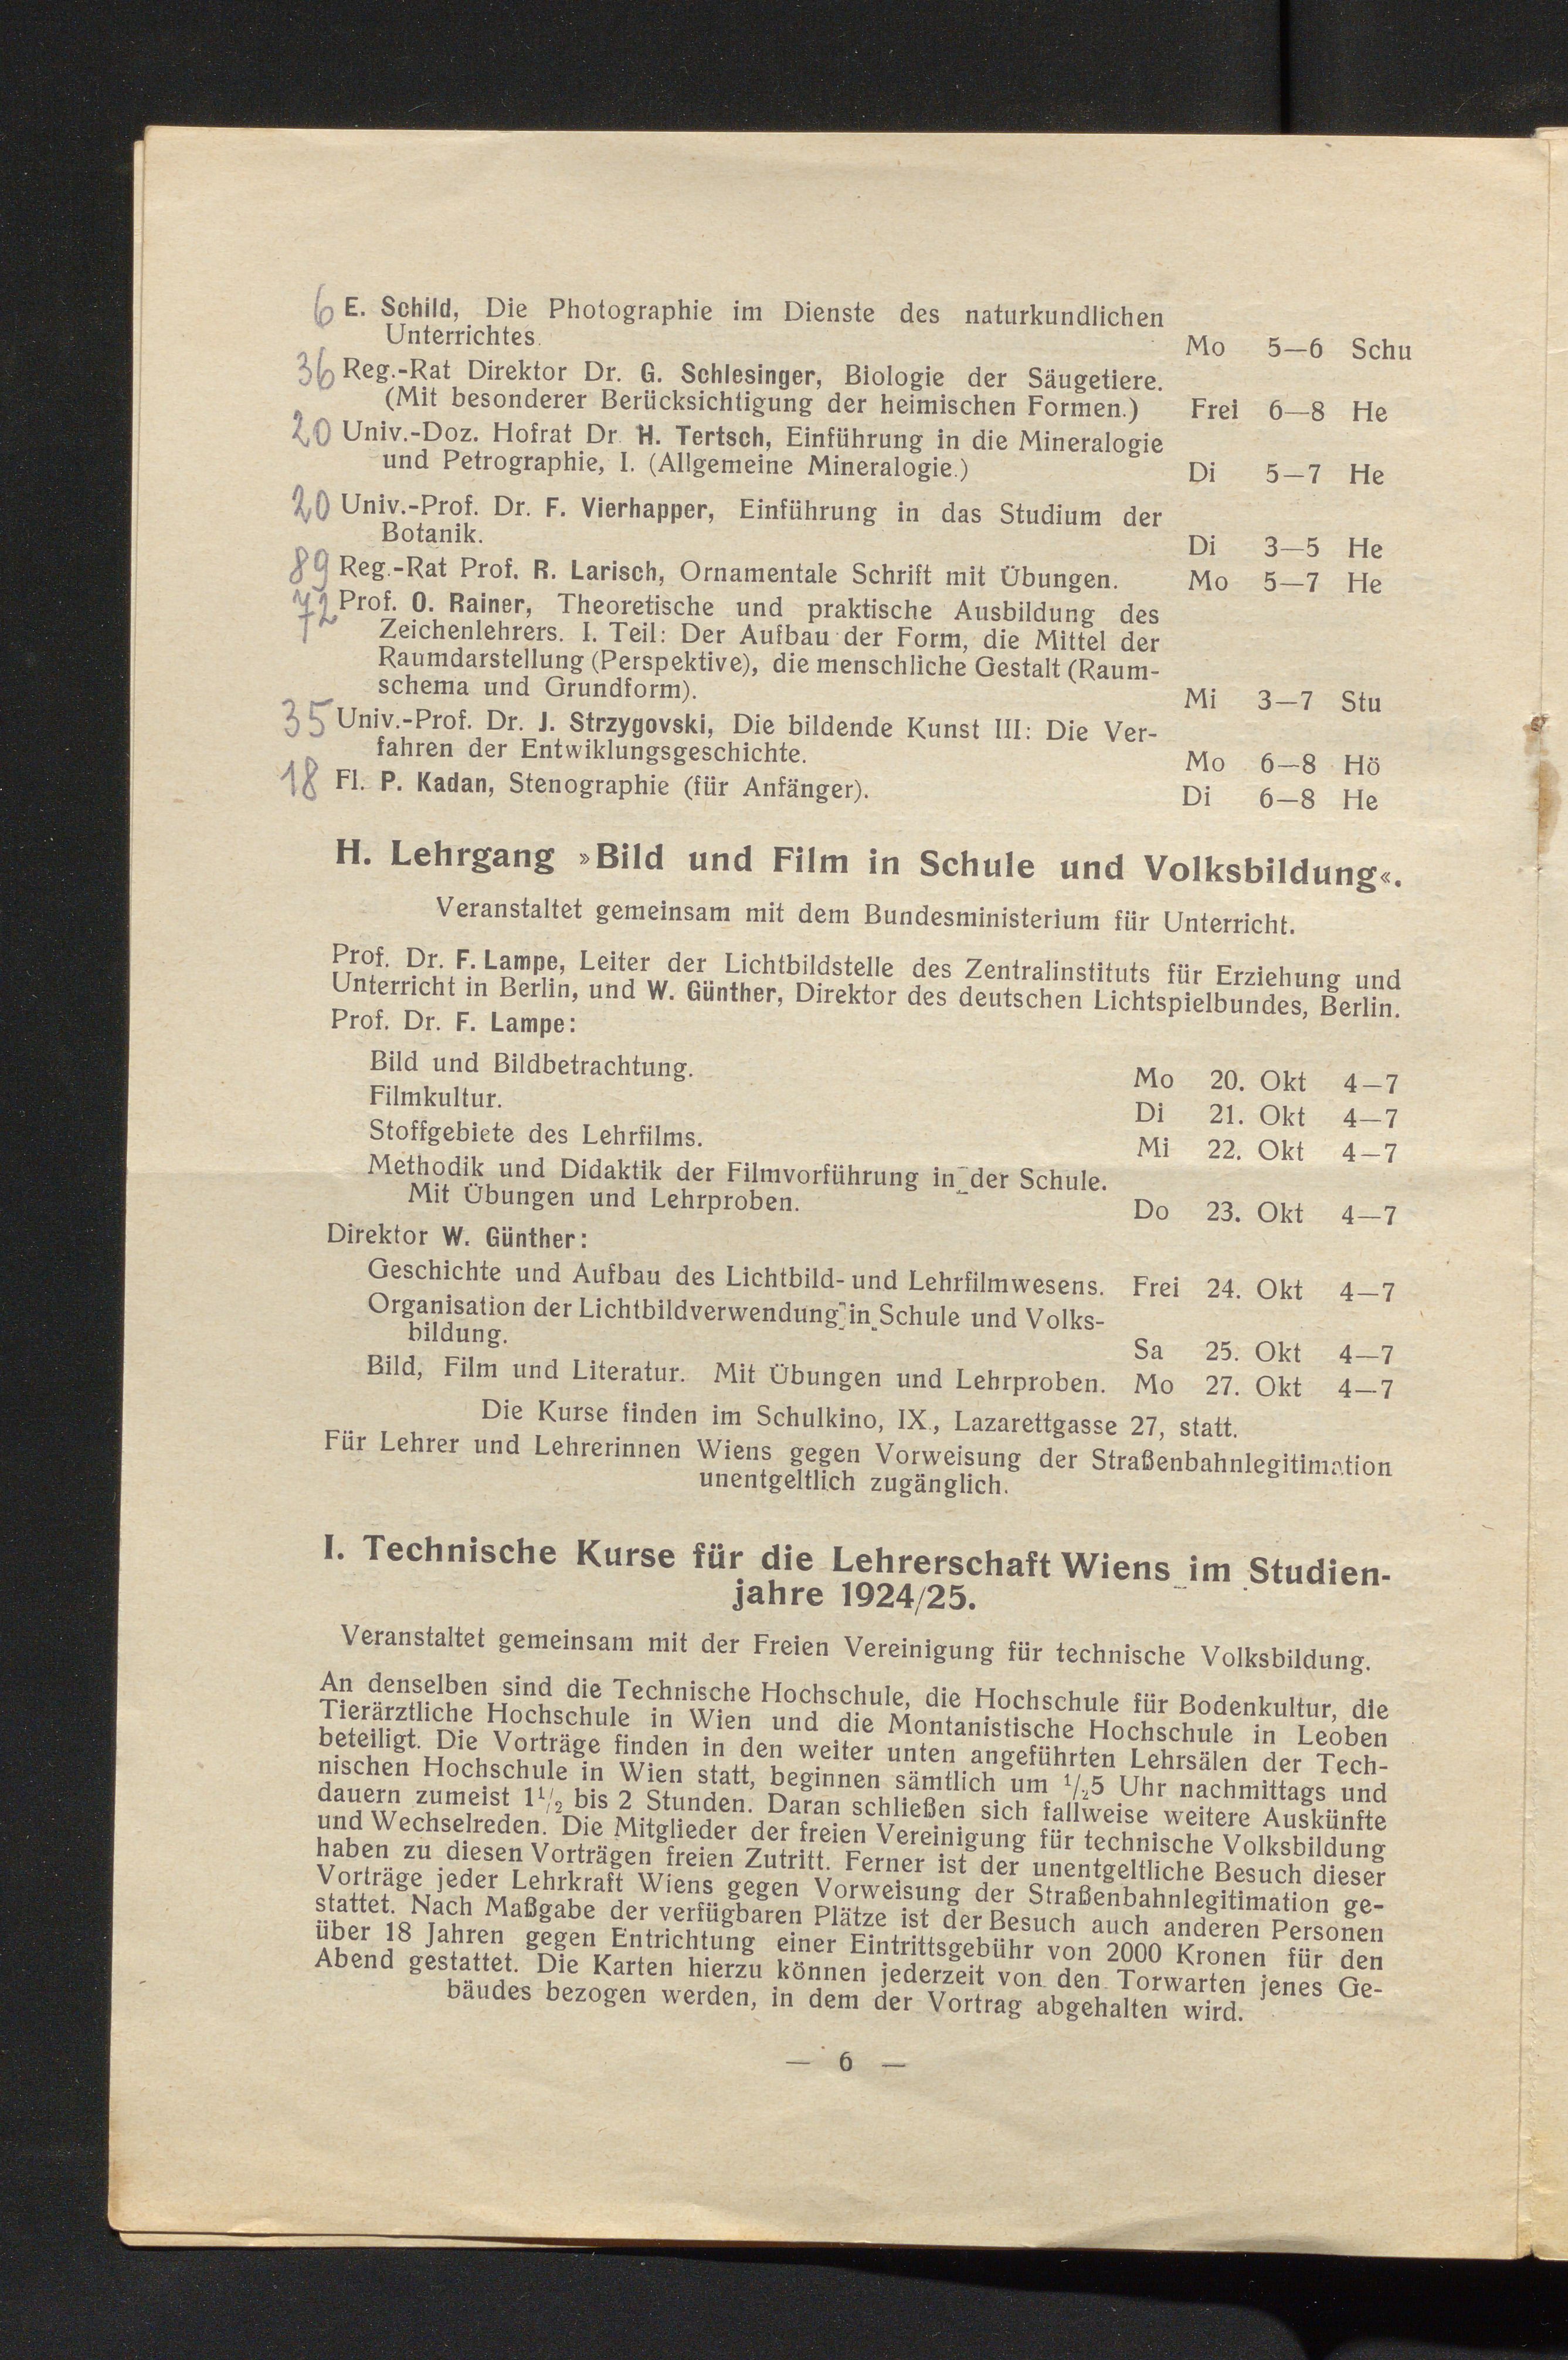 6 E. Schild, Die Photographie im Dienste des naturkundlichen
Unterrichtes. Mo 5—6 Schu
36 Reg.-Rat Direktor Dr. G. Schlesinger, Biologie der Säugetiere.
(Mit besonderer Berücksichtigung der heimischen Formen.) Frei 6—8 He
20 Univ.-Doz. Hofrat Dr. H. Tertsch, Einführung in die Mineralogie
und Petrographie, I. (Allgemeine Mineralogie.) Di 5—7 He
20 Univ.-Prof. Dr. F. Vierhapper, Einführung in das Studium der
Botanik. Di 3—5 He
89 Reg.-Rat Prof. R. Larisch, Ornamentale Schrift mit Übungen. Mo 5—7 He
72 Prof. O. Rainer, Theoretische und praktische Ausbildung des
Zeichenlehrers. I. Teil: Der Aufbau der Form, die Mittel der
Raumdarstellung (Perspektive), die menschliche Gestalt (Raum-
schema und Grundform). Mi 3—7 Stu
35 Univ.-Prof. Dr. J. Strzygovski, Die bildende Kunst III: Die Ver-
fahren der Entwiklungsgeschichte. Mo 6—8 Hö
18 Fl. P. Kadan, Stenographie (für Anfänger). Di 6—8 He
H. Lehrgang »Bild und Film in Schule und Volksbildung«.
Veranstaltet gemeinsam mit dem Bundesministerium für Unterricht.
Prof. Dr. F. Lampe, Leiter der Lichtbildstelle des Zentralinstituts für Erziehung und
Unterricht in Berlin, und W. Günther, Direktor des deutschen Lichtspielbundes, Berlin.
Prof. Dr. F. Lampe:
Bild und Bildbetrachtung. Mo 20. Okt 4—7
Filmkultur. Di 21. Okt 4—7
Stoffgebiete des Lehrfilms. Mi 22. Okt 4—7
Methodik und Didaktik der Filmvorführung in der Schule.
Mit Übungen und Lehrproben. Do 23. Okt 4—7
Direktor W. Günther:
Geschichte und Aufbau des Lichtbild- und Lehrfilmwesens. Frei 24. Okt 4—7
Organisation der Lichtbildverwendung in Schule und Volks-
bildung. Sa 25. Okt 4—7
Bild, Film und Literatur. Mit Übungen und Lehrproben. Mo 27. Okt 4—7
Die Kurse finden im Schulkino, IX., Lazarettgasse 27, statt.
Für Lehrer und Lehrerinnen Wiens gegen Vorweisung der Straßenbahnlegitimation
unentgeltlich zugänglich.
I. Technische Kurse für die Lehrerschaft Wiens im Studien-
jahre 1924/25.
Veranstaltet gemeinsam mit der Freien Vereinigung für technische Volksbildung.
An denselben sind die Technische Hochschule, die Hochschule für Bodenkultur, die
Tierärztliche Hochschule in Wien und die Montanistische Hochschule in Leoben
beteiligt. Die Vorträge finden in den weiter unten angeführten Lehrsälen der Tech-
nischen Hochschule in Wien statt, beginnen sämtlich um 1/2 5 Uhr nachmittags und
dauern zumeist 1 1/2 bis 2 Stunden. Daran schließen sich fallweise weitere Auskünfte
und Wechselreden. Die Mitglieder der freien Vereinigung für technische Volksbildung
haben zu diesen Vorträgen freien Zutritt. Ferner ist der unentgeltliche Besuch dieser
Vorträge jeder Lehrkraft Wiens gegen Vorweisung der Straßenbahnlegitimation ge-
stattet. Nach Maßgabe der verfügbaren Plätze ist der Besuch auch anderen Personen
über 18 Jahren gegen Entrichtung einer Eintrittsgebühr von 2000 Kronen für den
Abend gestattet. Die Karten hierzu können jederzeit von den Torwarten jenes Ge-
bäudes bezogen werden, in dem der Vortrag abgehalten wird.
— 6 —